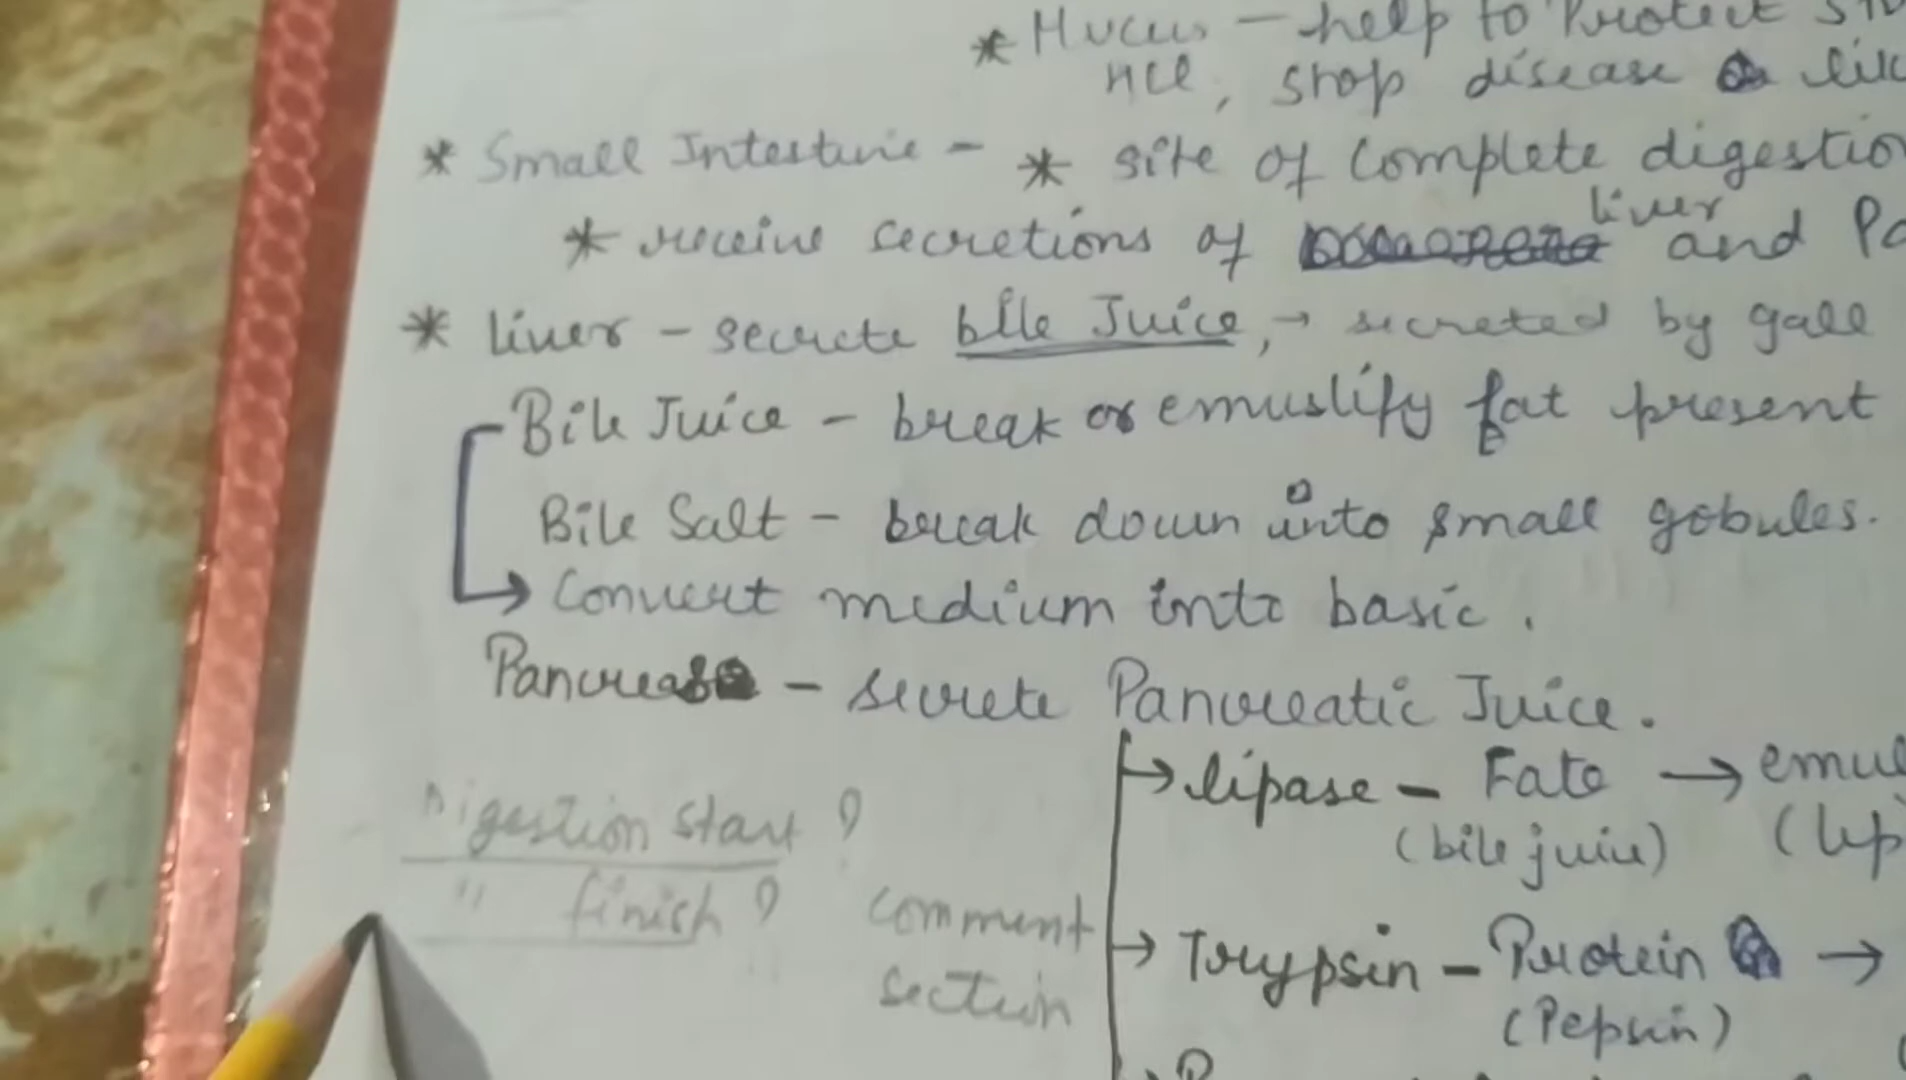 * Mucus - help to Protect
HCl, stop disease
* Small Intestine - * site of Complete digestio
* receive secretions of liver and Pa
* liver - secrete bile Juice, → secreted by gall
Bile Juice - break or emuslify fat present
Bile Salt - break down into small gobules.
→ Convert medium into basic.
Pancreas - secrete Pancreatic Juice.
→ lipase - Fats → emul
(bile juice) (lip
Digestion start ?
" finish ? comment
section
→ Trypsin - Protein →
(Pepsin)